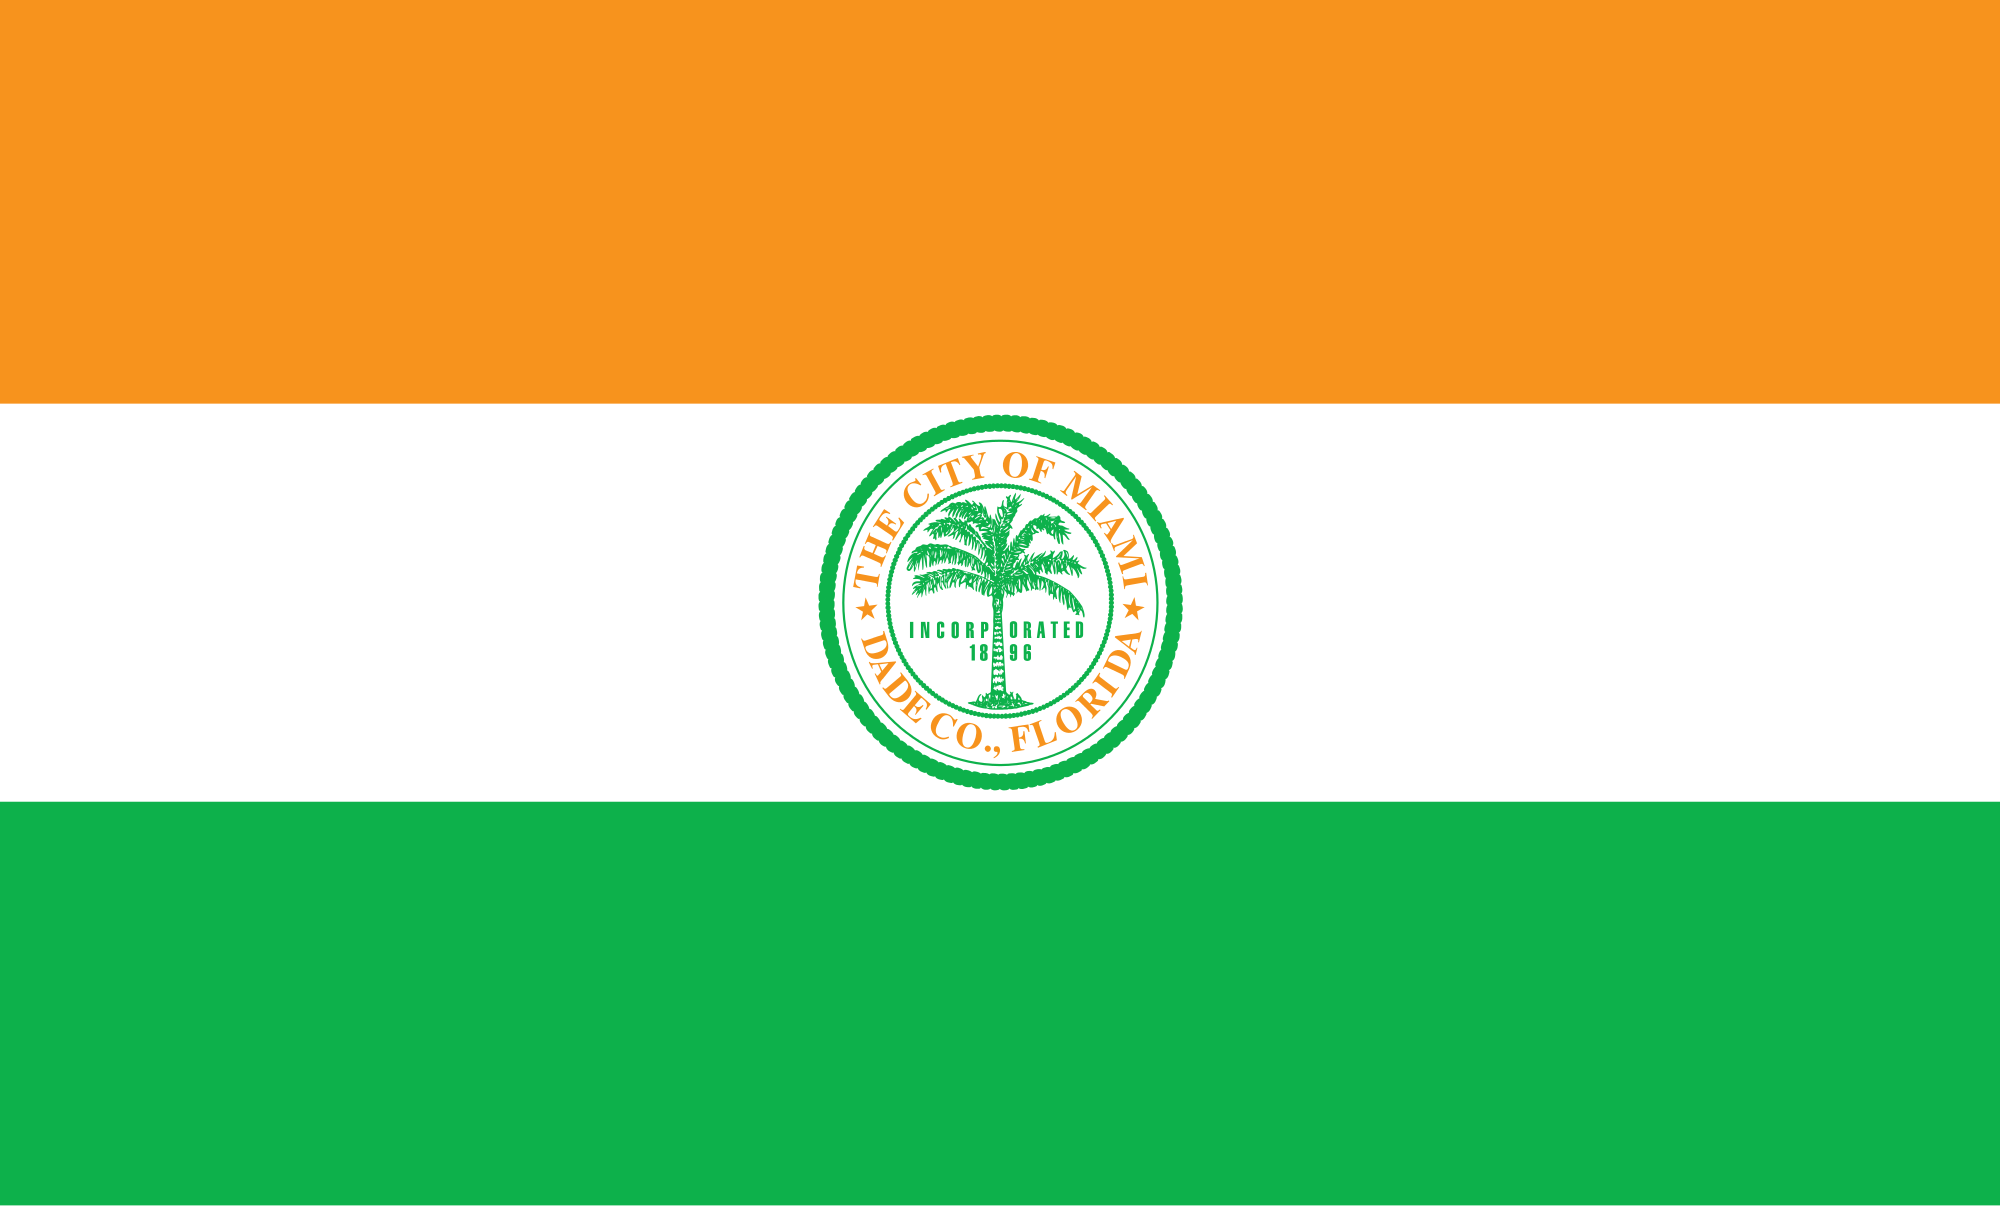 THE CITY OF MIAMI
INCORPORATED
1896
DADE CO., FLORIDA